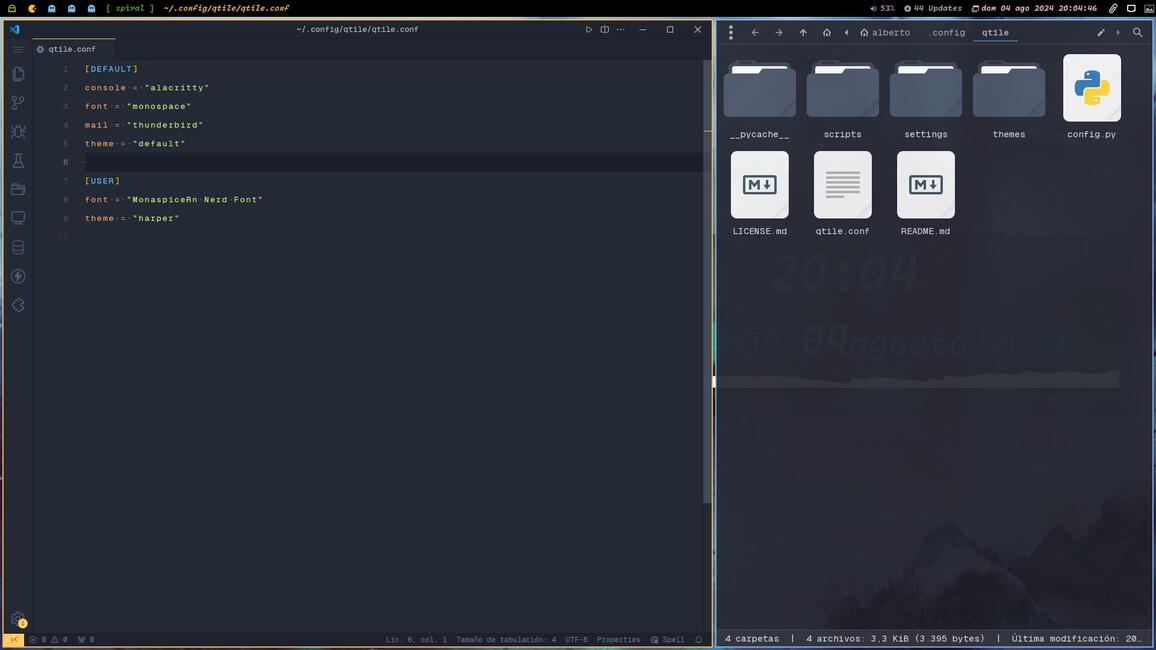 [ spiral ] ~/.config/qtile/qtile.conf
53% 44 Updates dom 04 ago 2024 20:04:46
~/.config/qtile/qtile.conf
qtile.conf
1 [DEFAULT]
2 console = "alacritty"
3 font = "monospace"
4 mail = "thunderbird"
5 theme = "default"
6
7 [USER]
8 font = "MonaspiceRn Nerd Font"
9 theme = "harper"
10
0 0 0 Lín. 6, col. 1 Tamaño de tabulación: 4 UTF-8 Properties Spell
1
alberto .config qtile
__pycache__ scripts settings themes config.py
LICENSE.md qtile.conf README.md
20:04
ngo 04agosto 2024
4 carpetas | 4 archivos: 3,3 KiB (3.395 bytes) | Última modificación: 20…